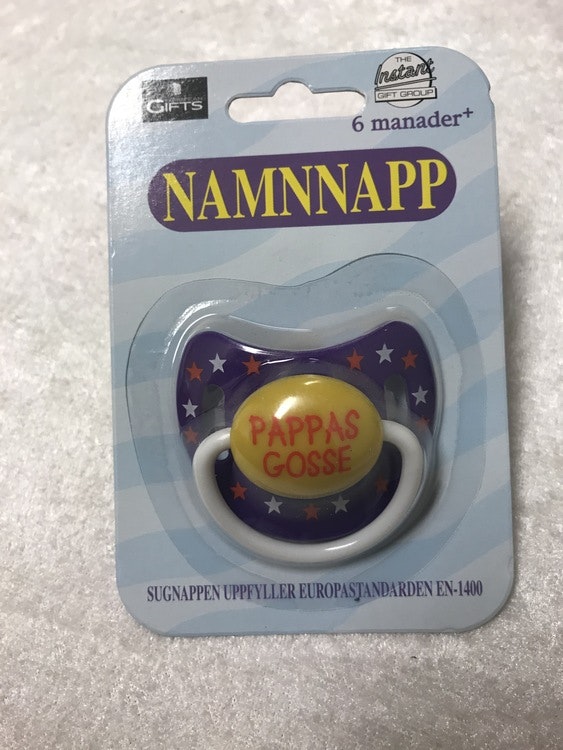 GIFTS
THE
Instant
GIFT GROUP
6 manader+
NAMNNAPP
PAPPAS
GOSSE
SUGNAPPEN UPPFYLLER EUROPASTANDARDEN EN-1400